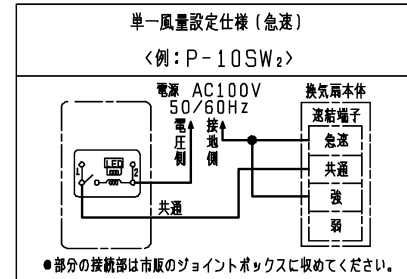 単一風量設定仕様(急速)
〈例:P-10SW₂〉
電源 AC100V
50/60Hz
電圧側
接地側
換気扇本体
速結端子
急速
共通
強
弱
LED
1
2
共通
●部分の接続部は市販のジョイントボックスに収めてください。